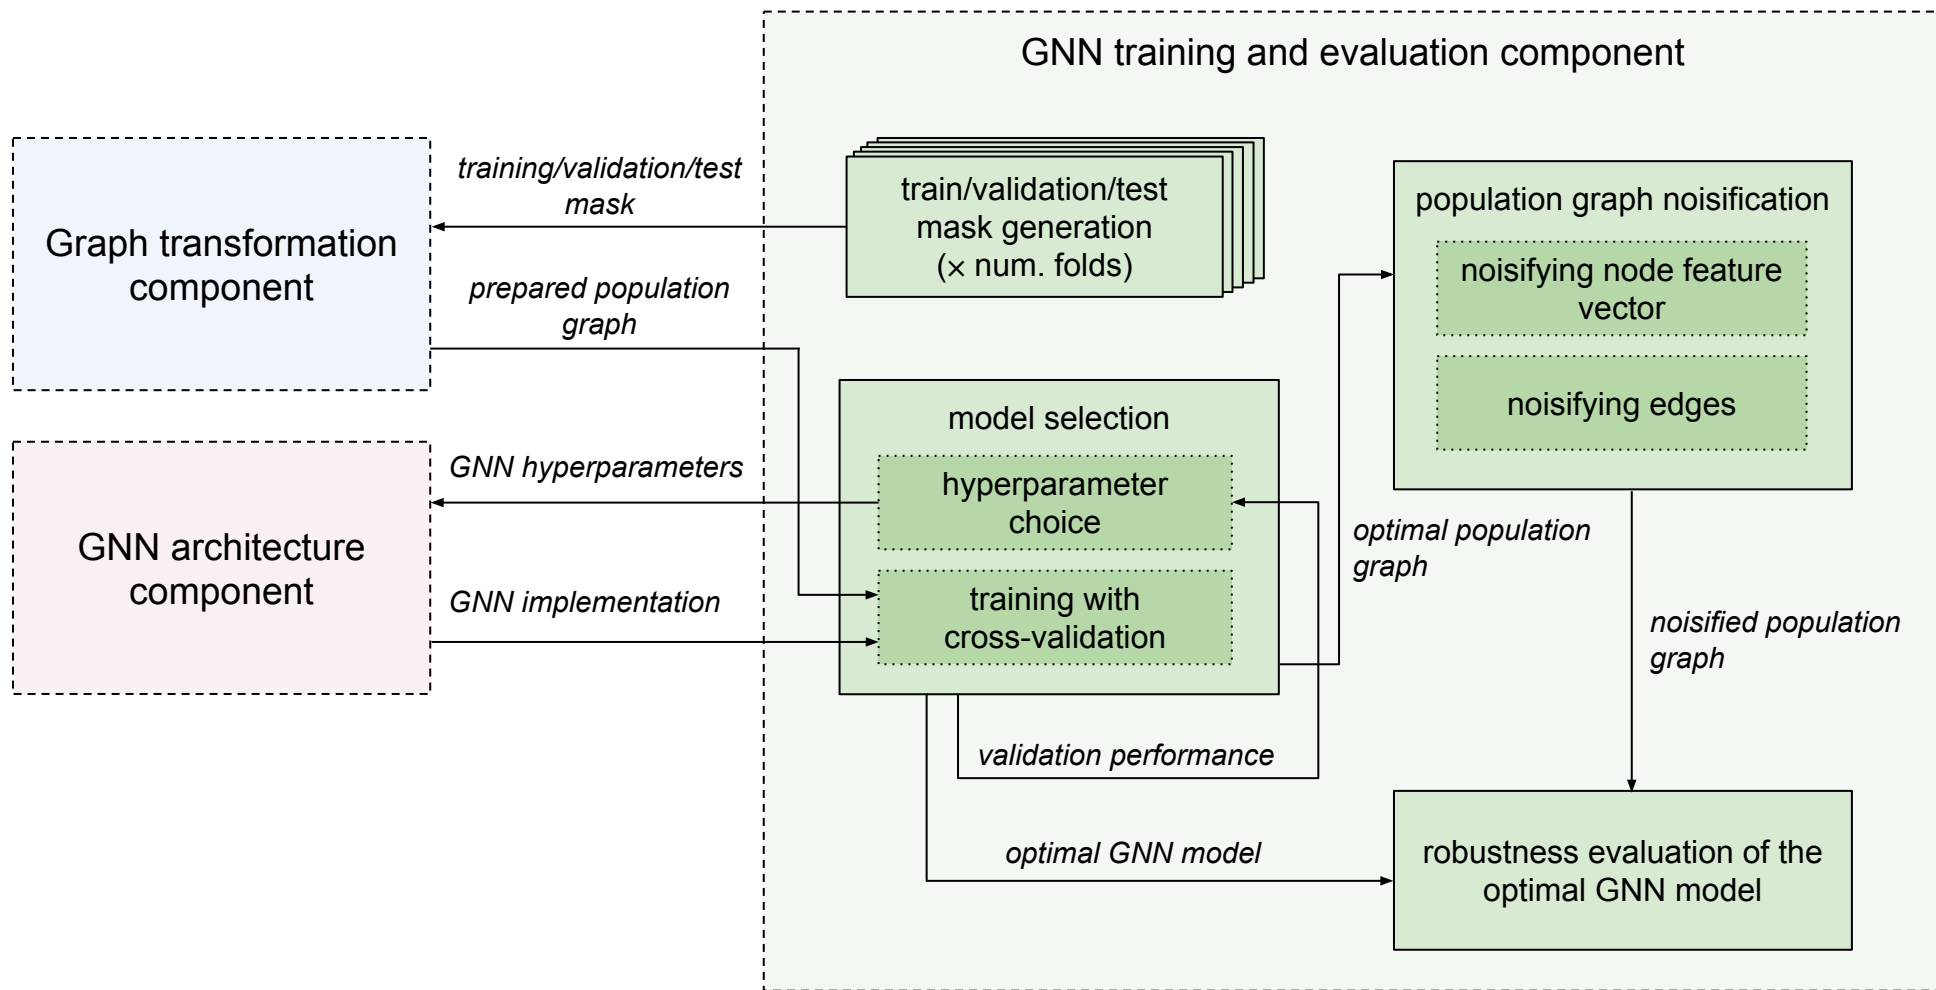 GNN training and evaluation component
Graph transformation
component
training/validation/test
mask
prepared population
graph
train/validation/test
mask generation
(× num. folds)
population graph noisification
noisifying node feature
vector
noisifying edges
GNN architecture
component
GNN hyperparameters
GNN implementation
model selection
hyperparameter
choice
training with
cross-validation
optimal population
graph
noisified population
graph
validation performance
optimal GNN model
robustness evaluation of the
optimal GNN model